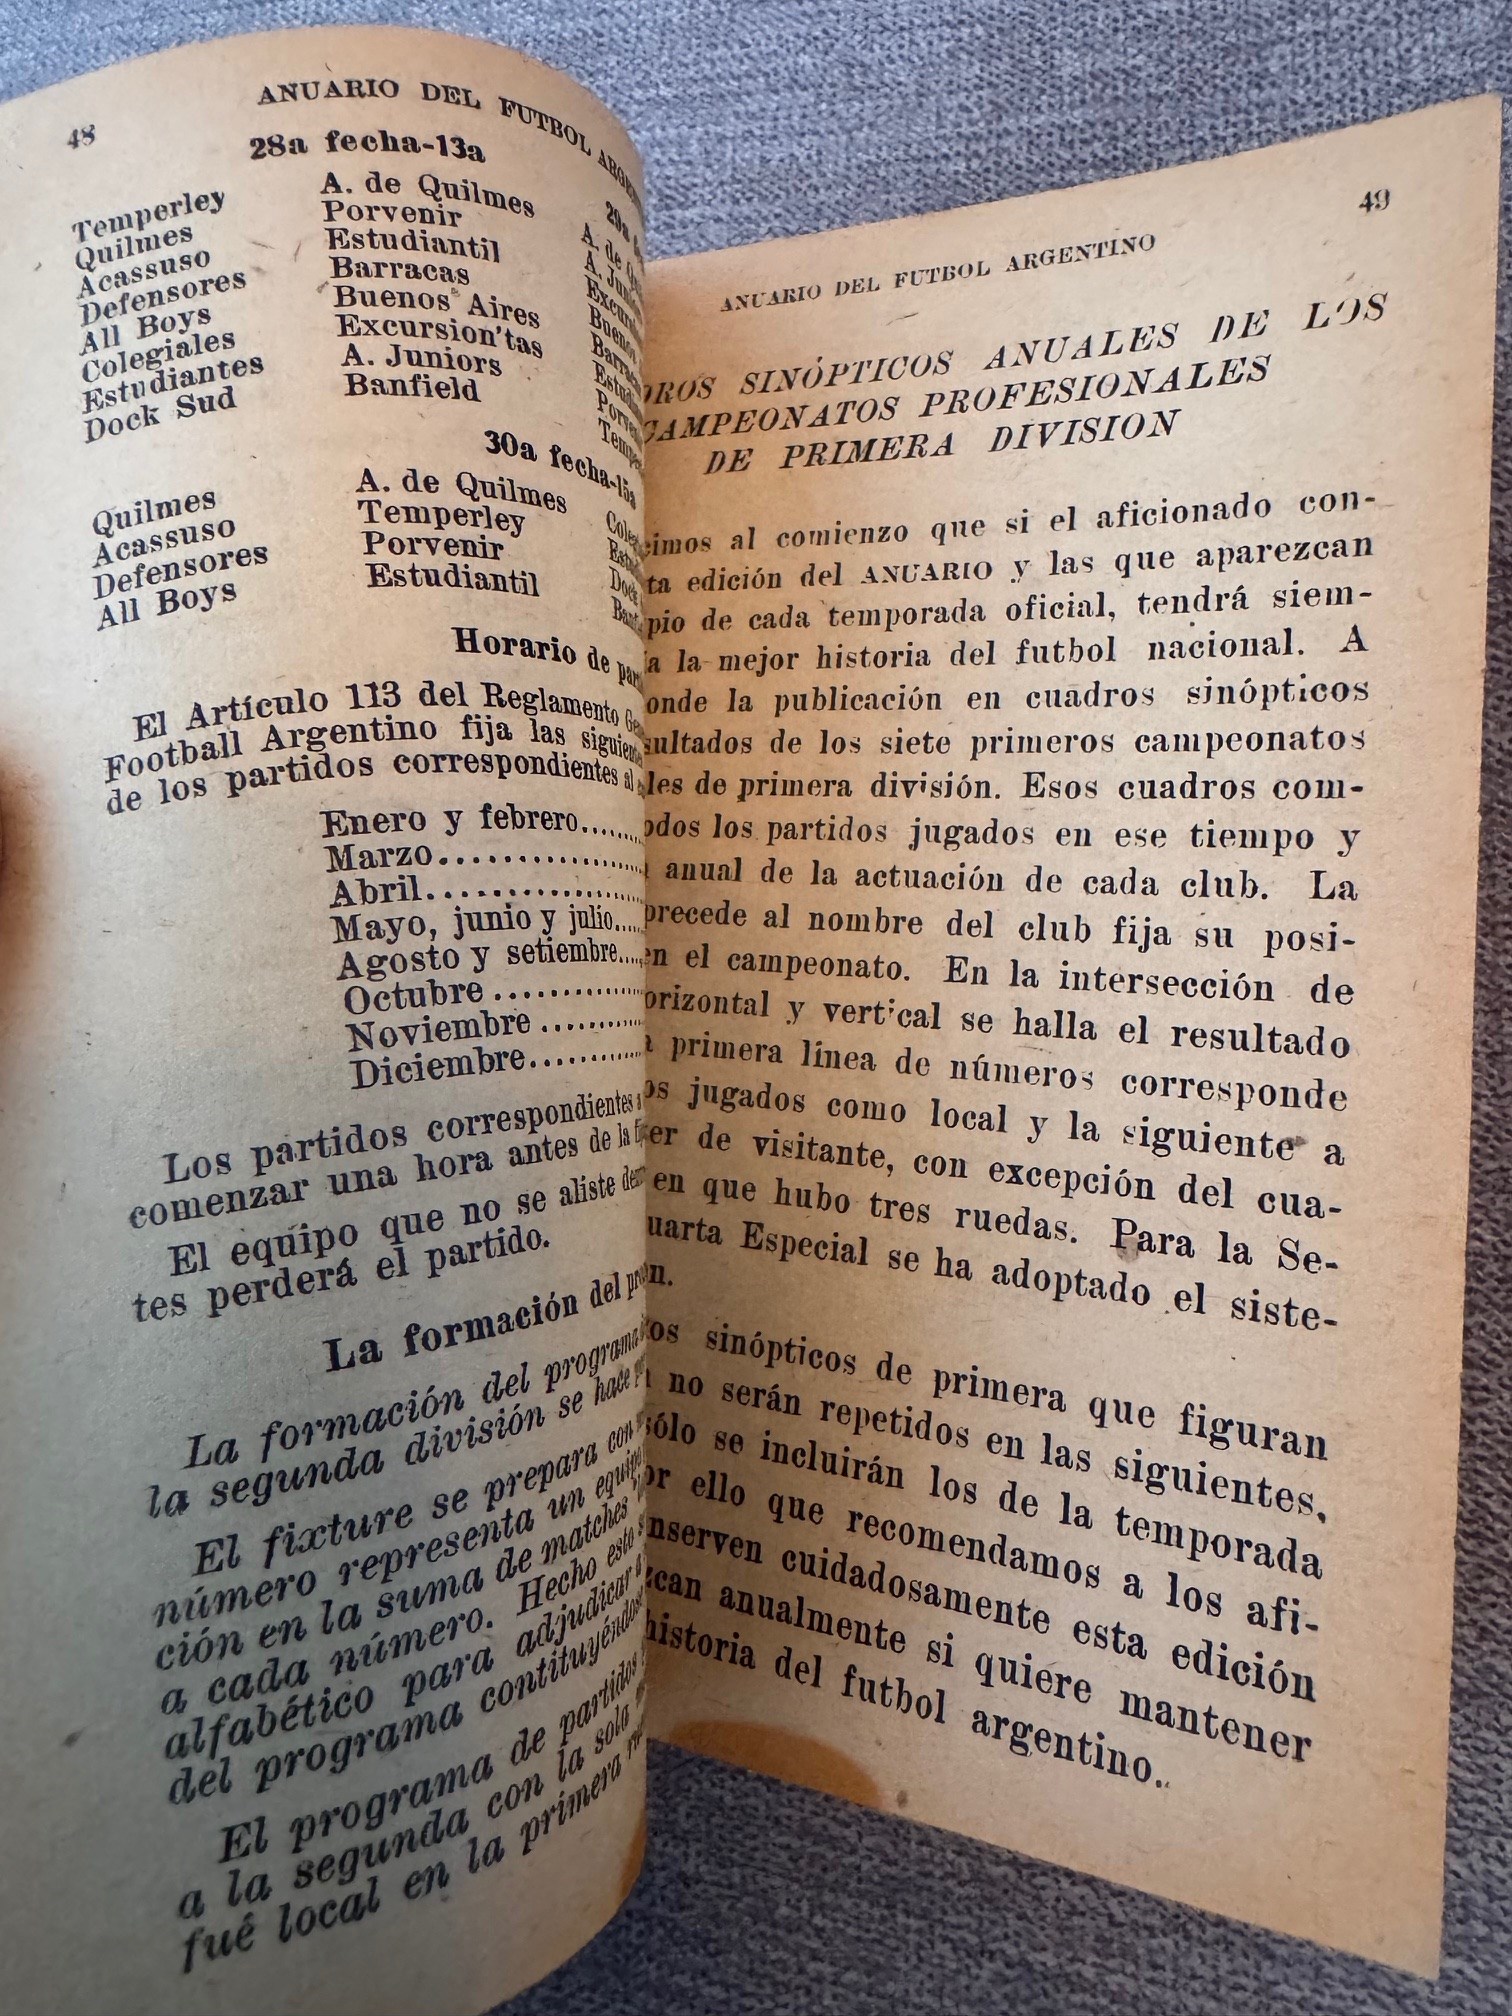 48
ANUARIO DEL FUTBOL
28a fecha-13a
Temperley A. de Quilmes
Quilmes Porvenir
Acassuso Estudiantil
Defensores Barracas
All Boys Buenos Aires
Colegiales Excursion'tas
Estudiantes A. Juniors
Dock Sud Banfield
29a
A. de
A.
Buenos
30a fecha-15a
Quilmes A. de Quilmes
Acassuso Temperley
Defensores Porvenir
All Boys Estudiantil
Horario de
El Artículo 113 del Reglamento
Football Argentino fija las
de los partidos correspondientes al
Enero y febrero........
Marzo..................
Abril...................
Mayo, junio y julio.....
Agosto y setiembre....
Octubre .............
Noviembre ..........
Diciembre...........
Los partidos correspondientes
comenzar una hora antes de la
El equipo que no se aliste
tes perderá el partido.
La formación del
La formación del programa
la segunda división se hace
El fixture se prepara con
número representa un
ción en la suma de matches
a cada número. Hecho esto
alfabético para adjudicar
del programa contituyéndose
El programa de partidos
a la segunda con la sola
fué local en la primera
49
ANUARIO DEL FUTBOL ARGENTINO
SINÓPTICOS ANUALES DE LOS
CAMPEONATOS PROFESIONALES
DE PRIMERA DIVISION
al comienzo que si el aficionado con-
edición del ANUARIO y las que aparezcan
de cada temporada oficial, tendrá siem-
la mejor historia del futbol nacional. A
la publicación en cuadros sinópticos
de los siete primeros campeonatos
de primera división. Esos cuadros com-
los partidos jugados en ese tiempo y
anual de la actuación de cada club. La
precede al nombre del club fija su posi-
en el campeonato. En la intersección de
y vertical se halla el resultado
primera línea de números corresponde
jugados como local y la siguiente a
de visitante, con excepción del cua-
en que hubo tres ruedas. Para la Se-
Especial se ha adoptado el siste-
sinópticos de primera que figuran
no serán repetidos en las siguientes,
sólo se incluirán los de la temporada
ello que recomendamos a los afi-
cuidadosamente esta edición
anualmente si quiere mantener
historia del futbol argentino.